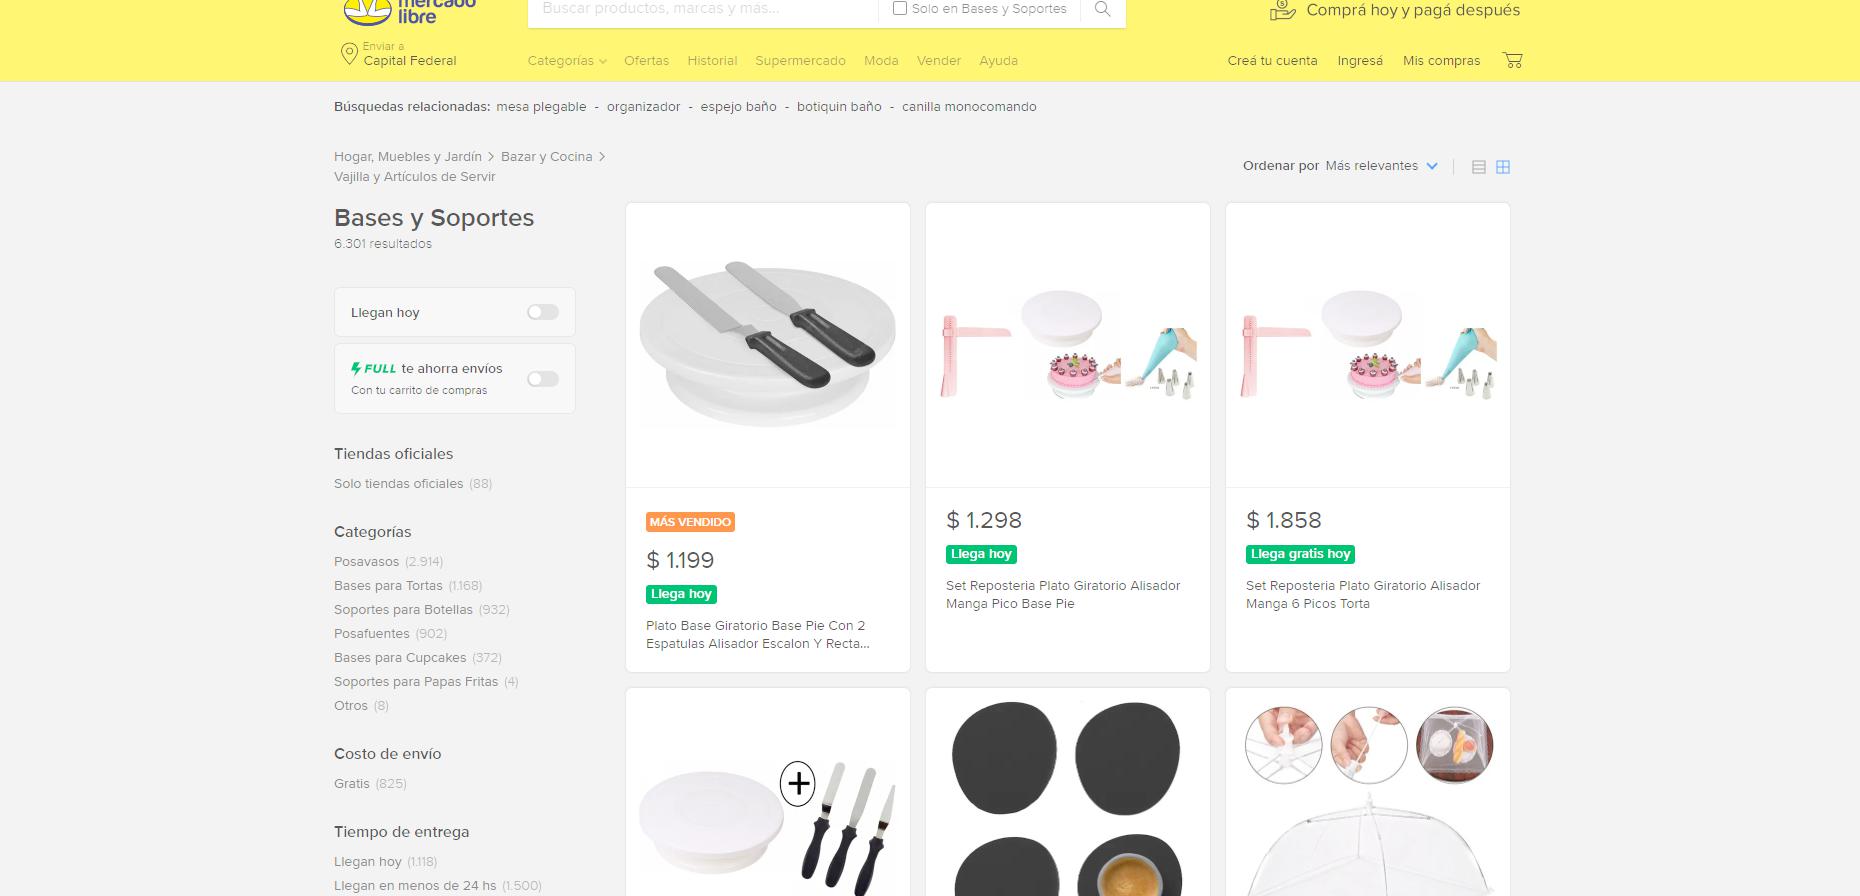 mercado
libre
Buscar productos, marcas y más...
Solo en Bases y Soportes
Comprá hoy y pagá después
Enviar a
Capital Federal
Categorías
Ofertas
Historial
Supermercado
Moda
Vender
Ayuda
Creá tu cuenta
Ingresá
Mis compras
Búsquedas relacionadas: mesa plegable - organizador - espejo baño - botiquin baño - canilla monocomando
Hogar, Muebles y Jardín > Bazar y Cocina >
Vajilla y Artículos de Servir
Ordenar por Más relevantes
Bases y Soportes
6.301 resultados
Llegan hoy
FULL te ahorra envíos
Con tu carrito de compras
Tiendas oficiales
Solo tiendas oficiales (88)
Categorías
Posavasos (2.914)
Bases para Tortas (1.168)
Soportes para Botellas (932)
Posafuentes (902)
Bases para Cupcakes (372)
Soportes para Papas Fritas (4)
Otros (8)
Costo de envío
Gratis (825)
Tiempo de entrega
Llegan hoy (1.118)
Llegan en menos de 24 hs (1.500)
MÁS VENDIDO
$ 1.199
Llega hoy
Plato Base Giratorio Base Pie Con 2
Espatulas Alisador Escalon Y Recta...
$ 1.298
Llega hoy
Set Reposteria Plato Giratorio Alisador
Manga Pico Base Pie
$ 1.858
Llega gratis hoy
Set Reposteria Plato Giratorio Alisador
Manga 6 Picos Torta